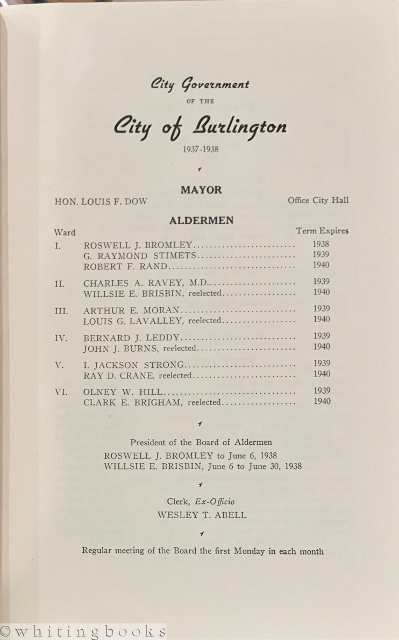 City Government
OF THE
City of Burlington
1937-1938
MAYOR
HON. LOUIS F. DOW Office City Hall
ALDERMEN
Ward Term Expires
I. ROSWELL J. BROMLEY.......................... 1938
G. RAYMOND STIMETS......................... 1939
ROBERT F. RAND................................ 1940
II. CHARLES A. RAVEY, M.D...................... 1939
WILLSIE E. BRISBIN, reelected.................. 1940
III. ARTHUR E. MORAN............................. 1939
LOUIS G. LAVALLEY, reelected................... 1940
IV. BERNARD J. LEDDY............................. 1939
JOHN J. BURNS, reelected......................... 1940
V. I. JACKSON STRONG............................ 1939
RAY D. CRANE, reelected.......................... 1940
VI. OLNEY W. HILL.................................. 1939
CLARK E. BRIGHAM, reelected................... 1940
President of the Board of Aldermen
ROSWELL J. BROMLEY to June 6, 1938
WILLSIE E. BRISBIN, June 6 to June 30, 1938
Clerk, Ex-Officio
WESLEY T. ABELL
Regular meeting of the Board the first Monday in each month
©whitingbooks